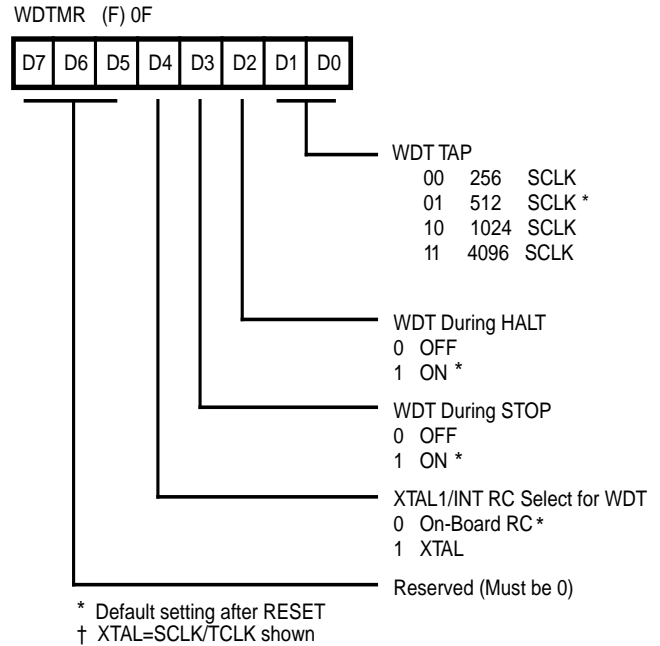 WDTMR (F) 0F
D7 D6 D5 D4 D3 D2 D1 D0
WDT TAP
00 256 SCLK
01 512 SCLK *
10 1024 SCLK
11 4096 SCLK
WDT During HALT
0 OFF
1 ON *
WDT During STOP
0 OFF
1 ON *
XTAL1/INT RC Select for WDT
0 On-Board RC *
1 XTAL
Reserved (Must be 0)
* Default setting after RESET
† XTAL=SCLK/TCLK shown